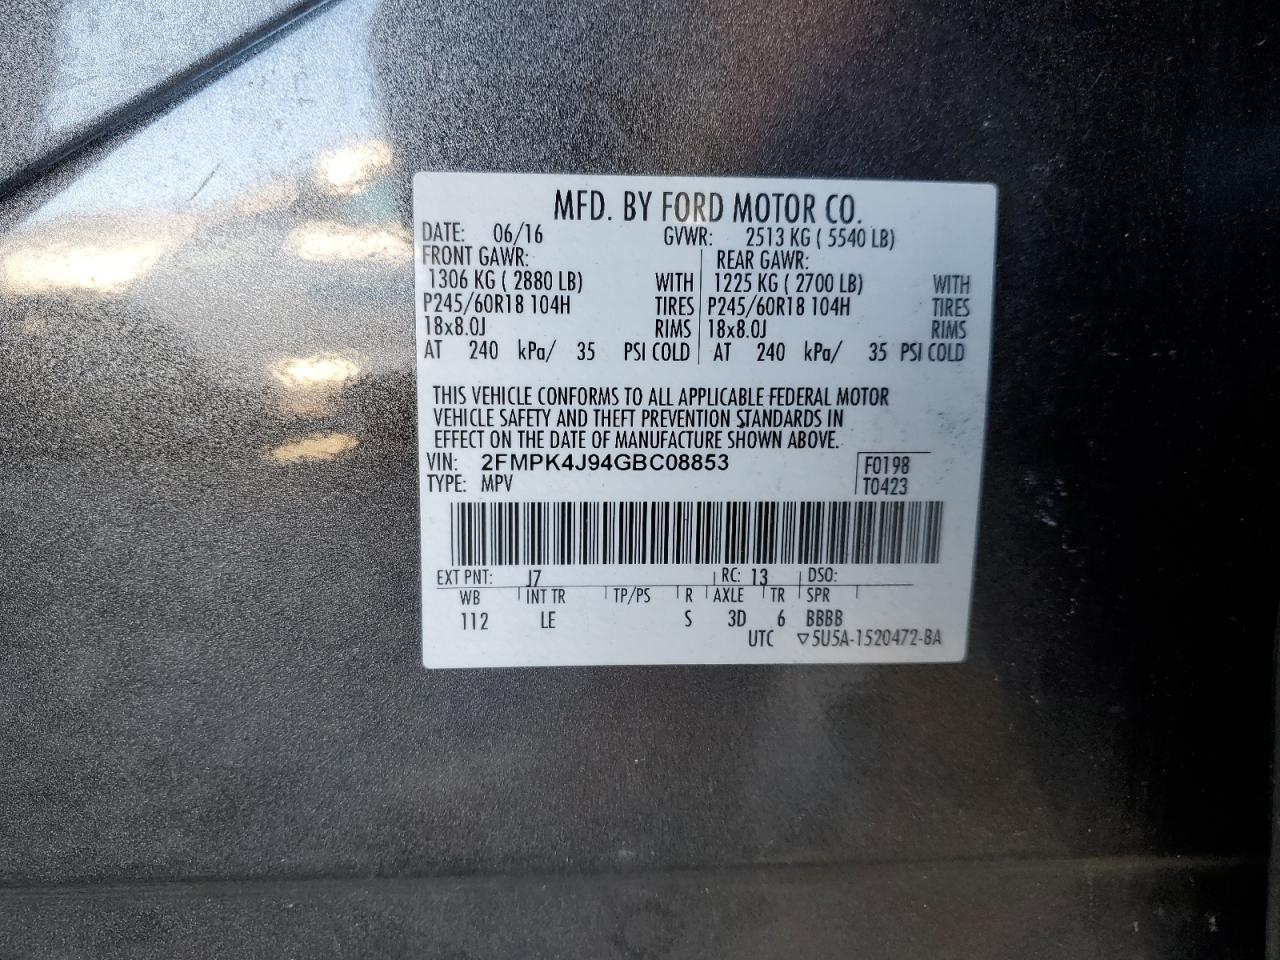 MFD. BY FORD MOTOR CO.
DATE: 06/16 GVWR: 2513 KG ( 5540 LB)
FRONT GAWR: REAR GAWR:
1306 KG ( 2880 LB) WITH 1225 KG ( 2700 LB) WITH
P245/60R18 104H TIRES P245/60R18 104H TIRES
18x8.0J RIMS 18x8.0J RIMS
AT 240 kPa/ 35 PSI COLD AT 240 kPa/ 35 PSI COLD
THIS VEHICLE CONFORMS TO ALL APPLICABLE FEDERAL MOTOR
VEHICLE SAFETY AND THEFT PREVENTION STANDARDS IN
EFFECT ON THE DATE OF MANUFACTURE SHOWN ABOVE.
VIN: 2FMPK4J94GBC08853 F0198
TYPE: MPV T0423
EXT PNT: J7 RC: 13 DSO:
WB INT TR TP/PS R AXLE TR SPR
112 LE S 3D 6 BBBB
UTC ▽5U5A-1520472-BA